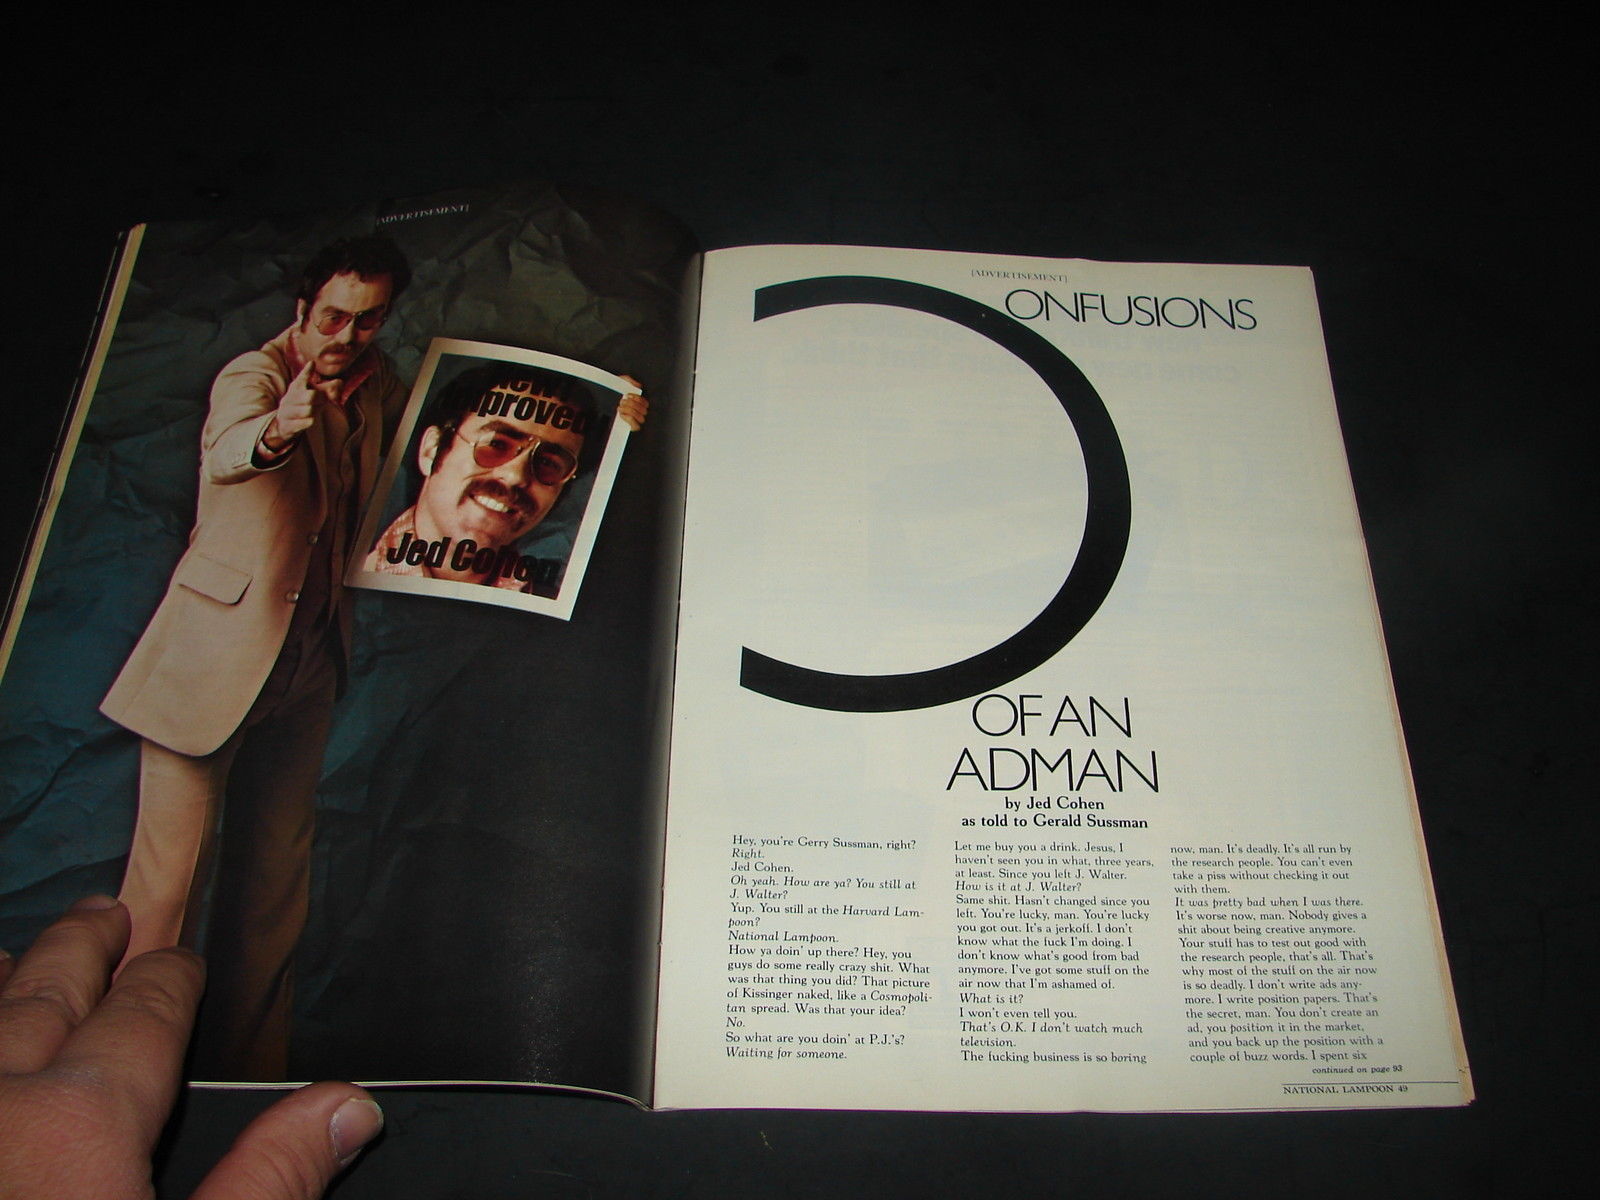 [ADVERTISEMENT]
improved
Jed Cohen
[ADVERTISEMENT]
CONFUSIONS
OF AN
ADMAN
by Jed Cohen
as told to Gerald Sussman
Hey, you're Gerry Sussman, right?
Right.
Jed Cohen.
Oh yeah. How are ya? You still at
J. Walter?
Yup. You still at the Harvard Lam-
poon?
National Lampoon.
How ya doin' up there? Hey, you
guys do some really crazy shit. What
was that thing you did? That picture
of Kissinger naked, like a Cosmopoli-
tan spread. Was that your idea?
No.
So what are you doin' at P.J.'s?
Waiting for someone.
Let me buy you a drink. Jesus, I
haven't seen you in what, three years,
at least. Since you left J. Walter.
How is it at J. Walter?
Same shit. Hasn't changed since you
left. You're lucky, man. You're lucky
you got out. It's a jerkoff. I don't
know what the fuck I'm doing. I
don't know what's good from bad
anymore. I've got some stuff on the
air now that I'm ashamed of.
What is it?
I won't even tell you.
That's O.K. I don't watch much
television.
The fucking business is so boring
now, man. It's deadly. It's all run by
the research people. You can't even
take a piss without checking it out
with them.
It was pretty bad when I was there.
It's worse now, man. Nobody gives a
shit about being creative anymore.
Your stuff has to test out good with
the research people, that's all. That's
why most of the stuff on the air now
is so deadly. I don't write ads any-
more. I write position papers. That's
the secret, man. You don't create an
ad, you position it in the market,
and you back up the position with a
couple of buzz words. I spent six
continued on page 93
NATIONAL LAMPOON 49